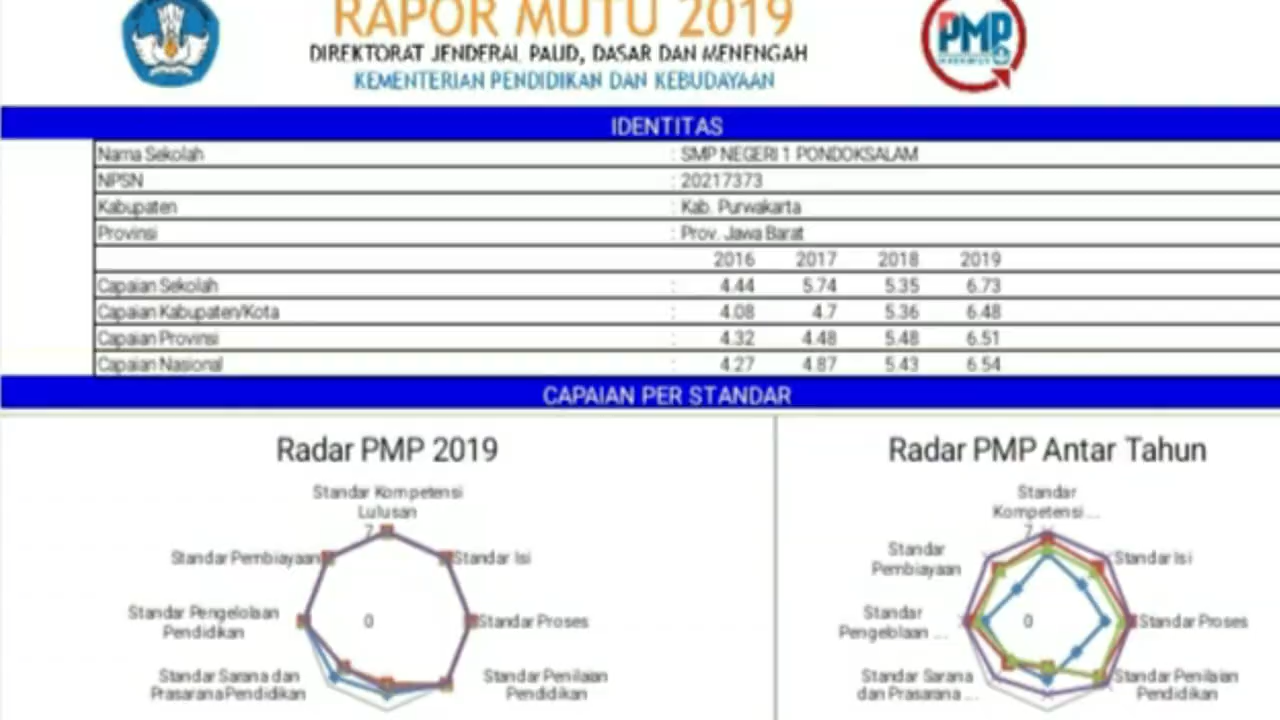 RAPOR MUTU 2019
DIREKTORAT JENDERAL PAUD, DASAR DAN MENENGAH
KEMENTERIAN PENDIDIKAN DAN KEBUDAYAAN
PMP
IDENTITAS
Nama Sekolah : SMP NEGERI 1 PONDOKSALAM
NPSN : 20217373
Kabupaten : Kab. Purwakarta
Provinsi : Prov. Jawa Barat
2016 2017 2018 2019
Capaian Sekolah : 4.44 5.74 5.35 6.73
Capaian Kabupaten/Kota : 4.08 4.7 5.36 6.48
Capaian Provinsi : 4.32 4.48 5.48 6.51
Capaian Nasional : 4.27 4.87 5.43 6.54
CAPAIAN PER STANDAR
Radar PMP 2019
Standar Kompetensi
Lulusan
7
Standar Pembiayaan
Standar Isi
Standar Pengelolaan
Pendidikan
0
Standar Proses
Standar Sarana dan
Prasarana Pendidikan
Standar Penilaian
Pendidikan
Radar PMP Antar Tahun
Standar
Kompetensi ...
7
Standar
Pembiayaan
Standar Isi
Standar
Pengelolaan ...
0
Standar Proses
Standar Sarana
dan Prasarana ...
Standar Penilaian
Pendidikan